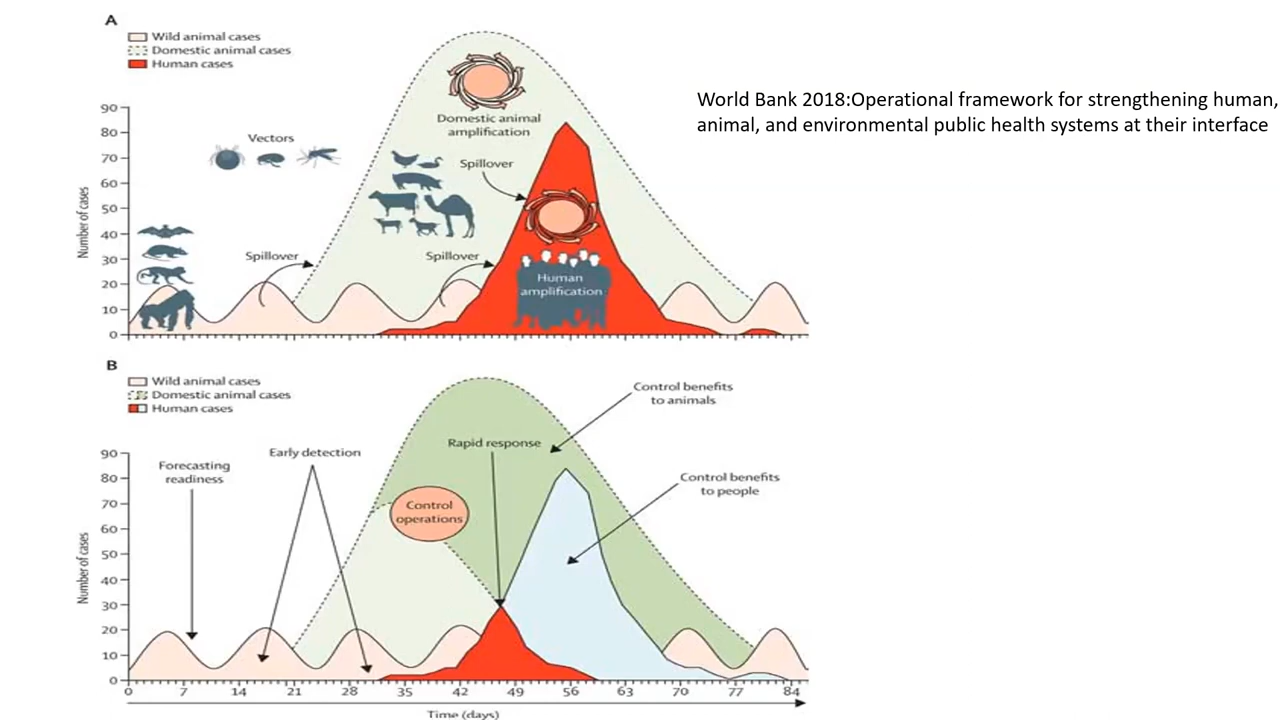 A
Wild animal cases
Domestic animal cases
Human cases
World Bank 2018:Operational framework for strengthening human,
animal, and environmental public health systems at their interface
Number of cases
90
80
70
60
50
40
30
20
10
0
Vectors
Domestic animal
amplification
Spillover
Spillover
Spillover
Human
amplification
B
Wild animal cases
Domestic animal cases
Human cases
Control benefits
to animals
Rapid response
Early detection
Forecasting
readiness
Control benefits
to people
Control
operations
Number of cases
90
80
70
60
50
40
30
20
10
0
0 7 14 21 28 35 42 49 56 63 70 77 84
Time (days)